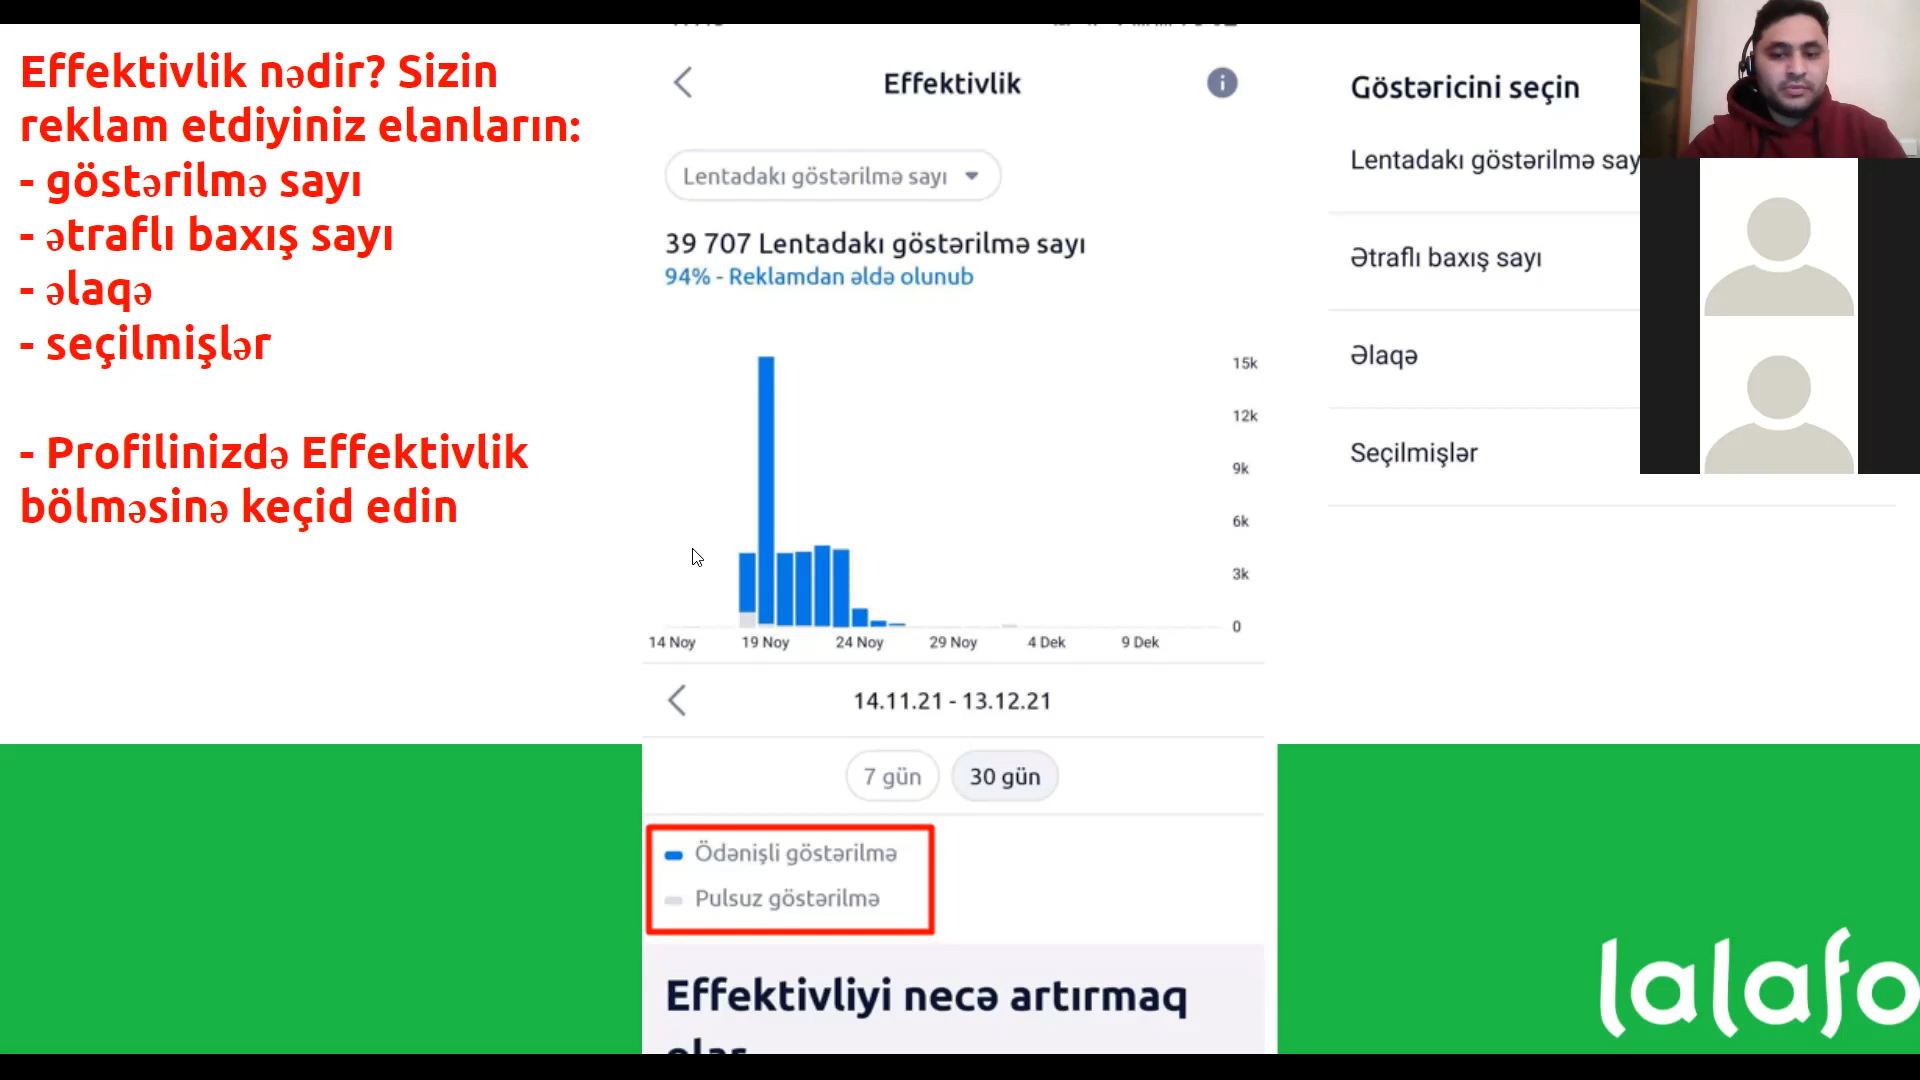 Effektivlik nədir? Sizin
reklam etdiyiniz elanların:
- göstərilmə sayı
- ətraflı baxış sayı
- əlaqə
- seçilmişlər
- Profilinizdə Effektivlik
bölməsinə keçid edin
Effektivlik
i
Lentadakı göstərilmə sayı
39 707 Lentadakı göstərilmə sayı
94% - Reklamdan əldə olunub
15k
12k
9k
6k
3k
0
14 Noy 19 Noy 24 Noy 29 Noy 4 Dek 9 Dek
14.11.21 - 13.12.21
7 gün 30 gün
Ödənişli göstərilmə
Pulsuz göstərilmə
Effektivliyi necə artırmaq
Göstəricini seçin
Lentadakı göstərilmə say
Ətraflı baxış sayı
Əlaqə
Seçilmişlər
lalafo